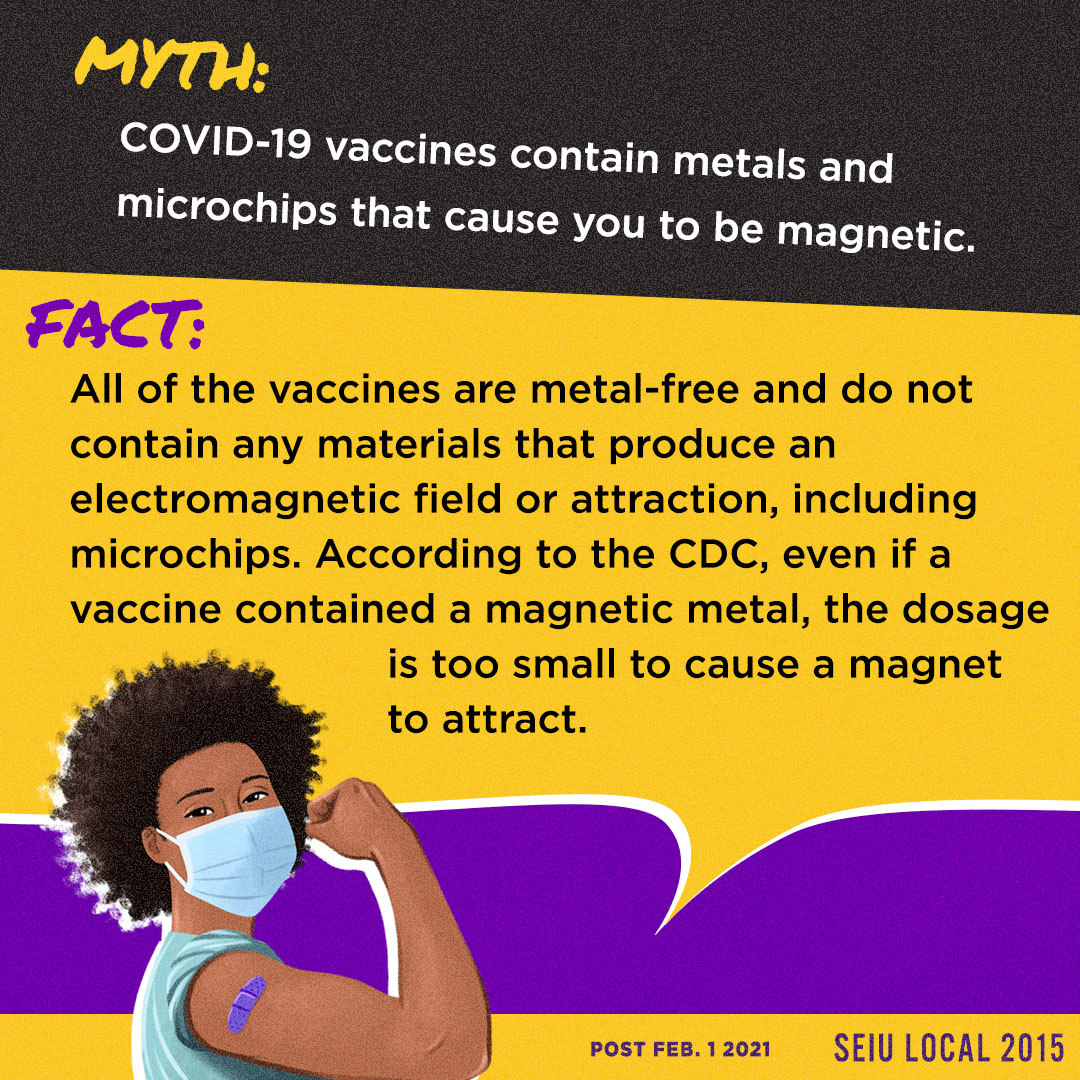 MYTH:
COVID-19 vaccines contain metals and
microchips that cause you to be magnetic.
FACT:
All of the vaccines are metal-free and do not
contain any materials that produce an
electromagnetic field or attraction, including
microchips. According to the CDC, even if a
vaccine contained a magnetic metal, the dosage
is too small to cause a magnet
to attract.
POST FEB. 1 2021
SEIU LOCAL 2015